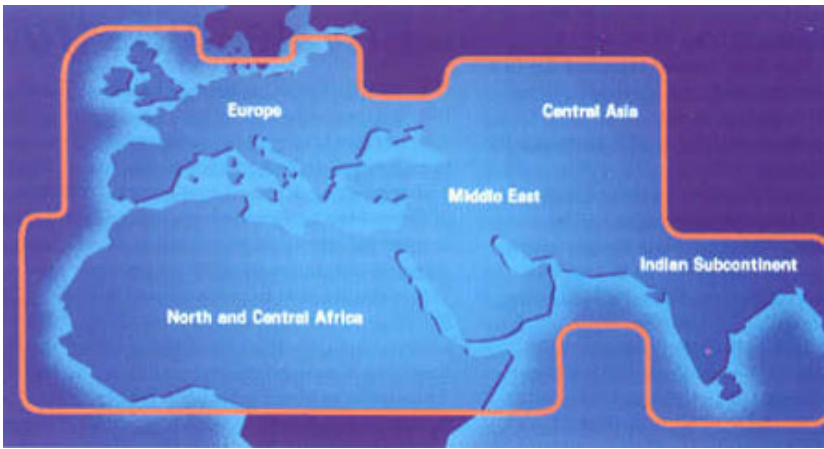 Europe
Central Asia
Middle East
Indian Subcontinent
North and Central Africa